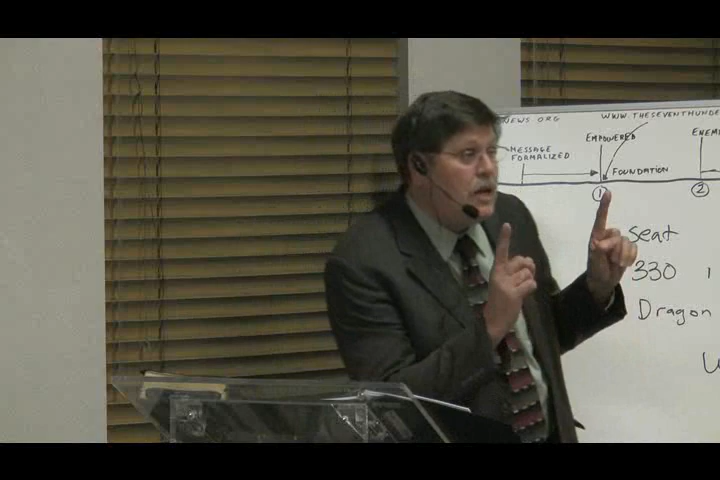 NEWS.ORG
WWW.THESEVENTHUNDE
EMPOWERED
ENEM
MESSAGE
FORMALIZED
FOUNDATION
1
2
seat
330
Dragon